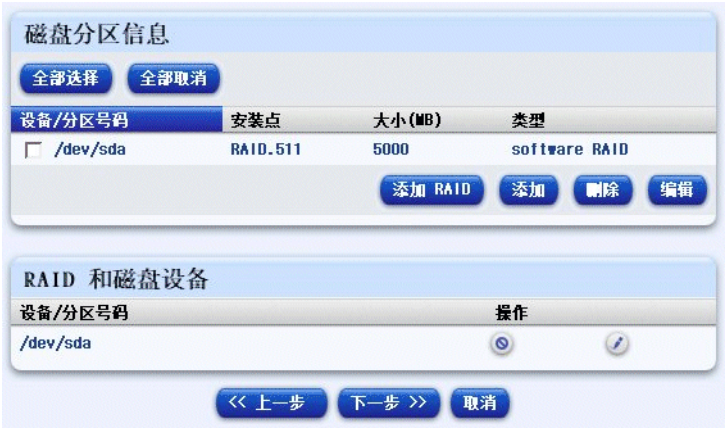 磁盘分区信息
全部选择 全部取消
设备/分区号码 安装点 大小(MB) 类型
/dev/sda RAID.511 5000 software RAID
添加 RAID 添加 删除 编辑
RAID 和磁盘设备
设备/分区号码 操作
/dev/sda
<< 上一步 下一步 >> 取消